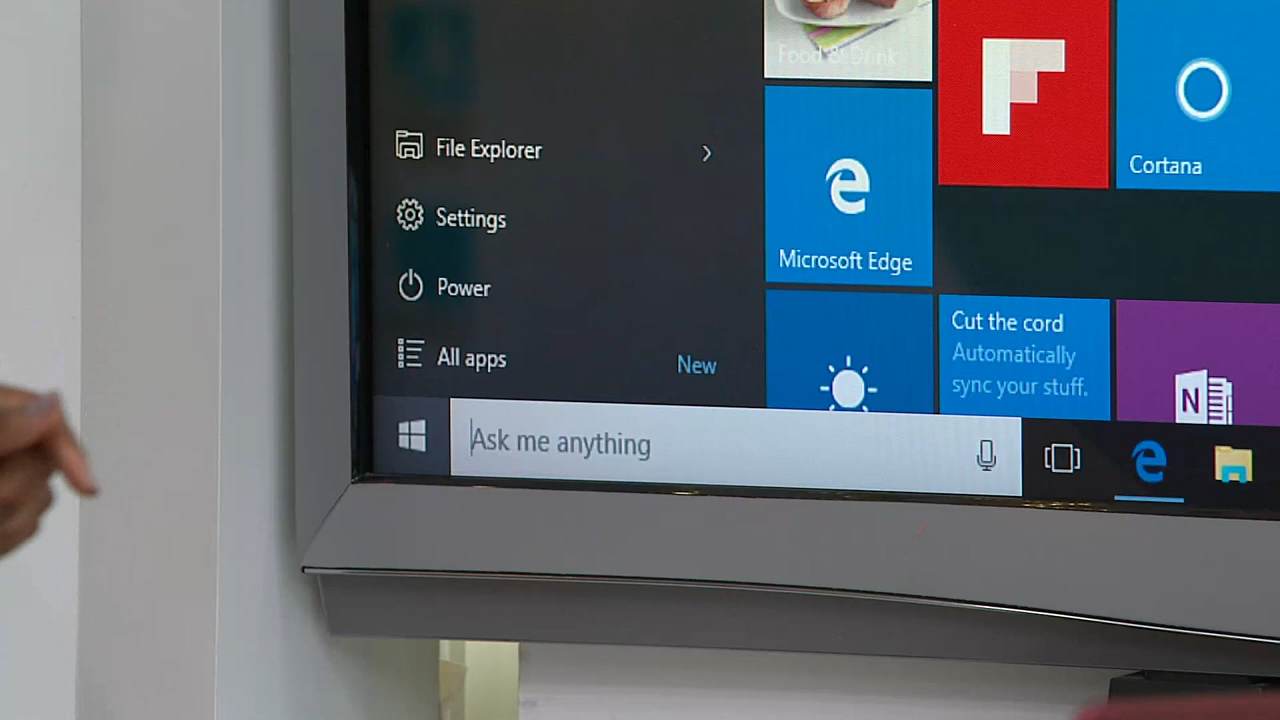 Food & Drink
File Explorer
Settings
Power
All apps
New
Cortana
Microsoft Edge
Cut the cord
Automatically
sync your stuff.
N
Ask me anything